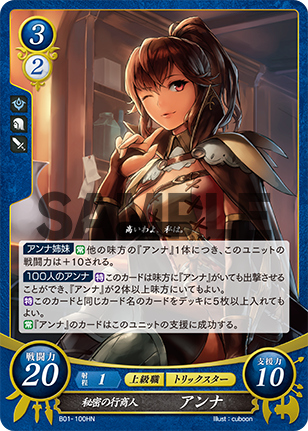 3
2
SAMPLE
高いわよ、私は。
アンナ姉妹 常 他の味方の『アンナ』1体につき、このユニットの
戦闘力は+10される。
100人のアンナ 特 このカードは味方に『アンナ』がいても出撃させる
ことができ、『アンナ』が2体以上味方にいてもよい。
特 このカードと同じカード名のカードをデッキに5枚以上入れても
よい。
常 『アンナ』のカードはこのユニットの支援に成功する。
戦闘力
20
射程 1
上級職
トリックスター
支援力
10
秘密の行商人 アンナ
B01-100HN
Illust : cuboon